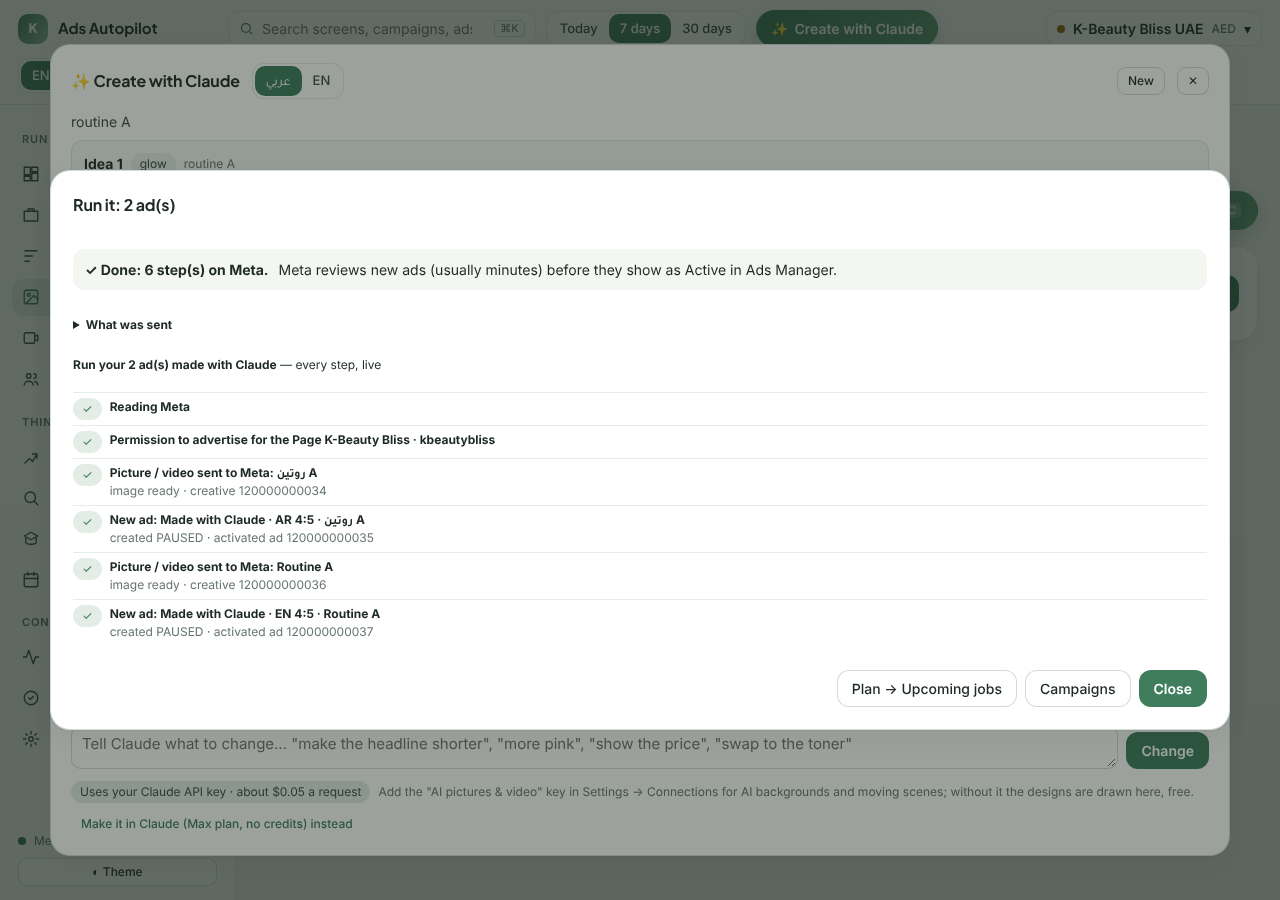 K Ads Autopilot Search screens, campaigns, ads ⌘K Today 7 days 30 days ✨ Create with Claude K-Beauty Bliss UAE AED ▾
EN
✨ Create with Claude عربي EN New ✕
RUN
routine A
Idea 1 glow routine A
Run it: 2 ad(s)
✓ Done: 6 step(s) on Meta. Meta reviews new ads (usually minutes) before they show as Active in Ads Manager.
▶ What was sent
Run your 2 ad(s) made with Claude — every step, live
✓ Reading Meta
✓ Permission to advertise for the Page K-Beauty Bliss · kbeautybliss
✓ Picture / video sent to Meta: روتين A
image ready · creative 120000000034
✓ New ad: Made with Claude · AR 4:5 · روتين A
created PAUSED · activated ad 120000000035
✓ Picture / video sent to Meta: Routine A
image ready · creative 120000000036
✓ New ad: Made with Claude · EN 4:5 · Routine A
created PAUSED · activated ad 120000000037
Plan → Upcoming jobs Campaigns Close
THIN
CON
Tell Claude what to change... "make the headline shorter", "more pink", "show the price", "swap to the toner" Change
Uses your Claude API key · about $0.05 a request Add the "AI pictures & video" key in Settings → Connections for AI backgrounds and moving scenes; without it the designs are drawn here, free.
Make it in Claude (Max plan, no credits) instead
Me
Theme